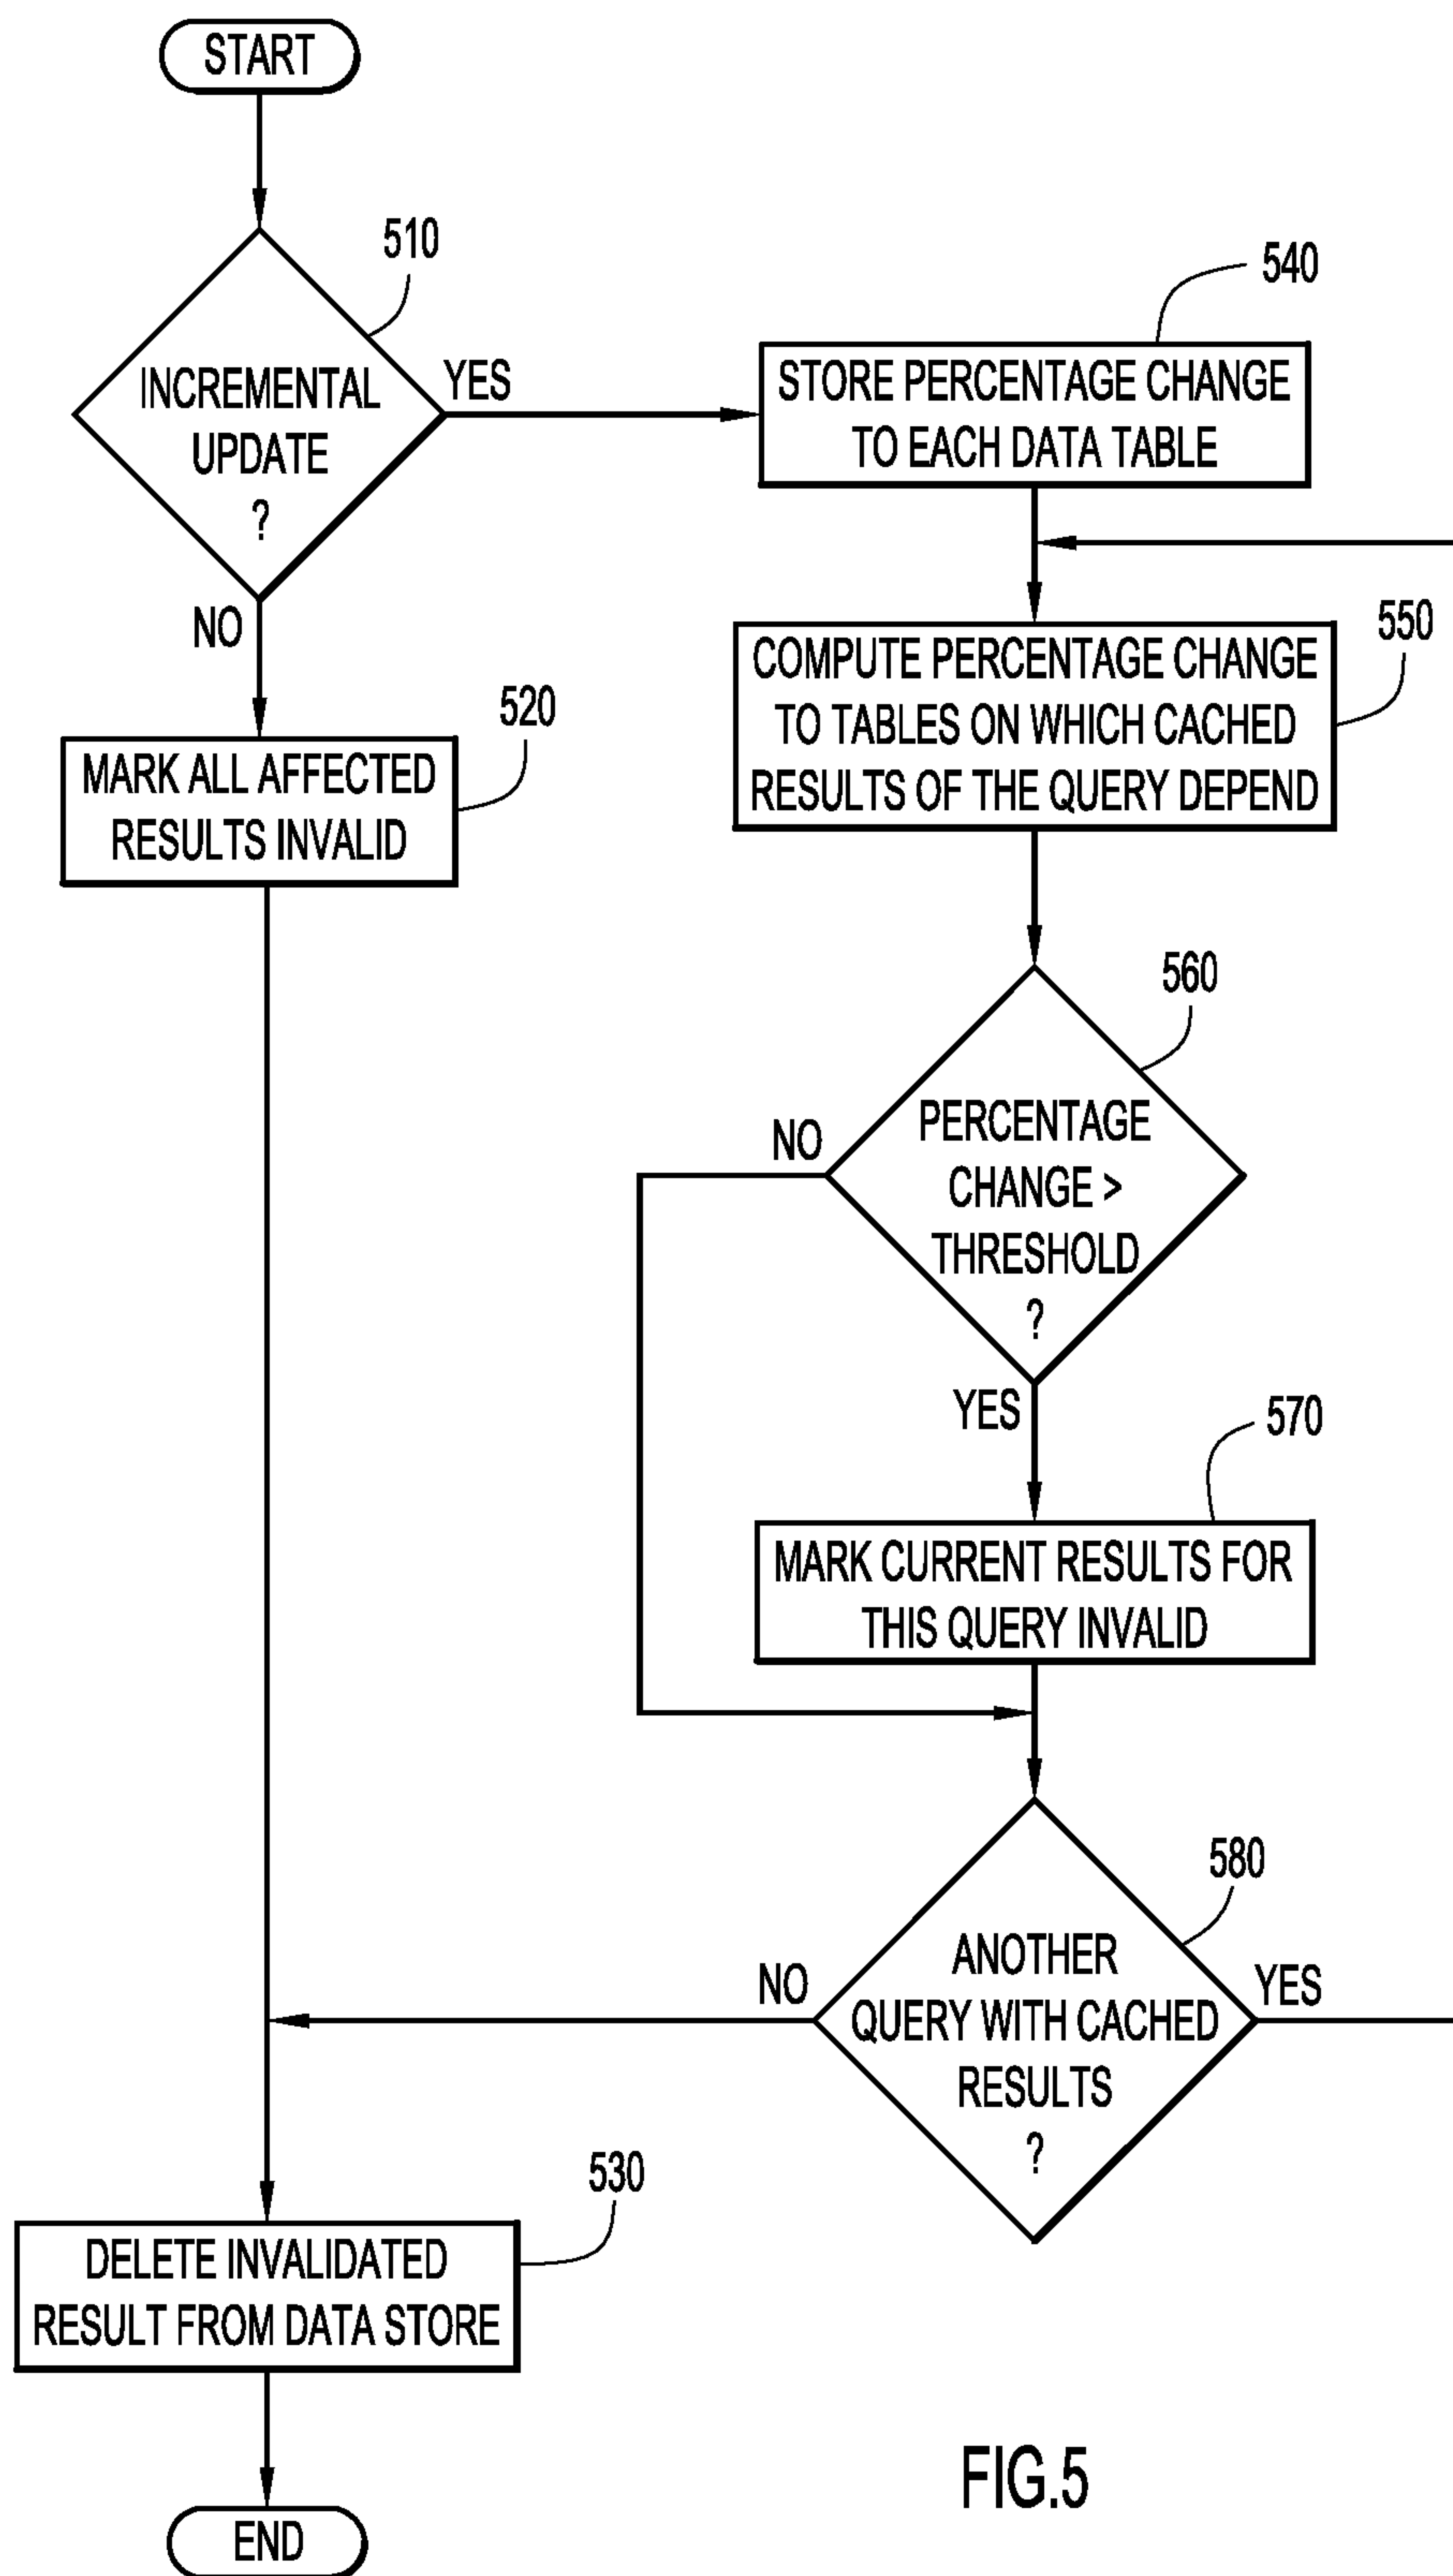 START
510
INCREMENTAL
UPDATE
?
YES
NO
520
MARK ALL AFFECTED
RESULTS INVALID
540
STORE PERCENTAGE CHANGE
TO EACH DATA TABLE
550
COMPUTE PERCENTAGE CHANGE
TO TABLES ON WHICH CACHED
RESULTS OF THE QUERY DEPEND
560
PERCENTAGE
CHANGE >
THRESHOLD
?
NO
YES
570
MARK CURRENT RESULTS FOR
THIS QUERY INVALID
580
ANOTHER
QUERY WITH CACHED
RESULTS
?
NO
YES
530
DELETE INVALIDATED
RESULT FROM DATA STORE
END
FIG.5